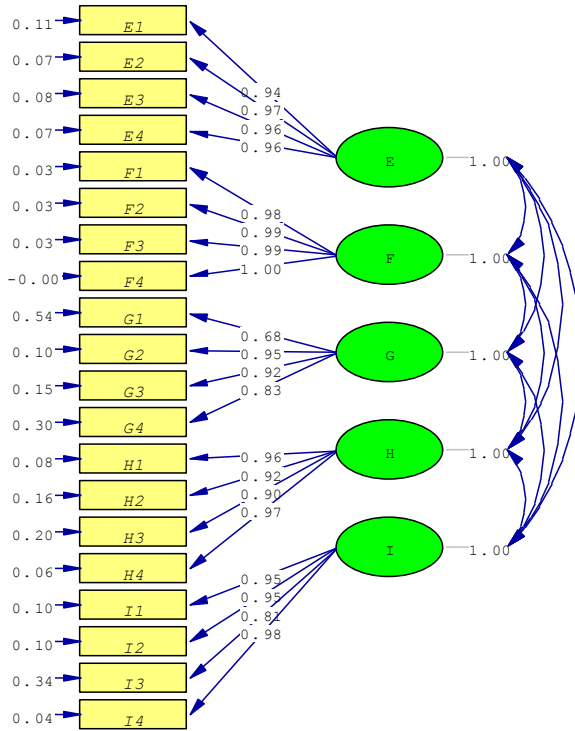 0.11 E1
0.07 E2
0.08 E3
0.07 E4
0.03 F1
0.03 F2
0.03 F3
-0.00 F4
0.54 G1
0.10 G2
0.15 G3
0.30 G4
0.08 H1
0.16 H2
0.20 H3
0.06 H4
0.10 I1
0.10 I2
0.34 I3
0.04 I4
0.94
0.97
0.96
0.96
0.98
0.99
0.99
1.00
0.68
0.95
0.92
0.83
0.96
0.92
0.90
0.97
0.95
0.95
0.81
0.98
E 1.00
F 1.00
G 1.00
H 1.00
I 1.00